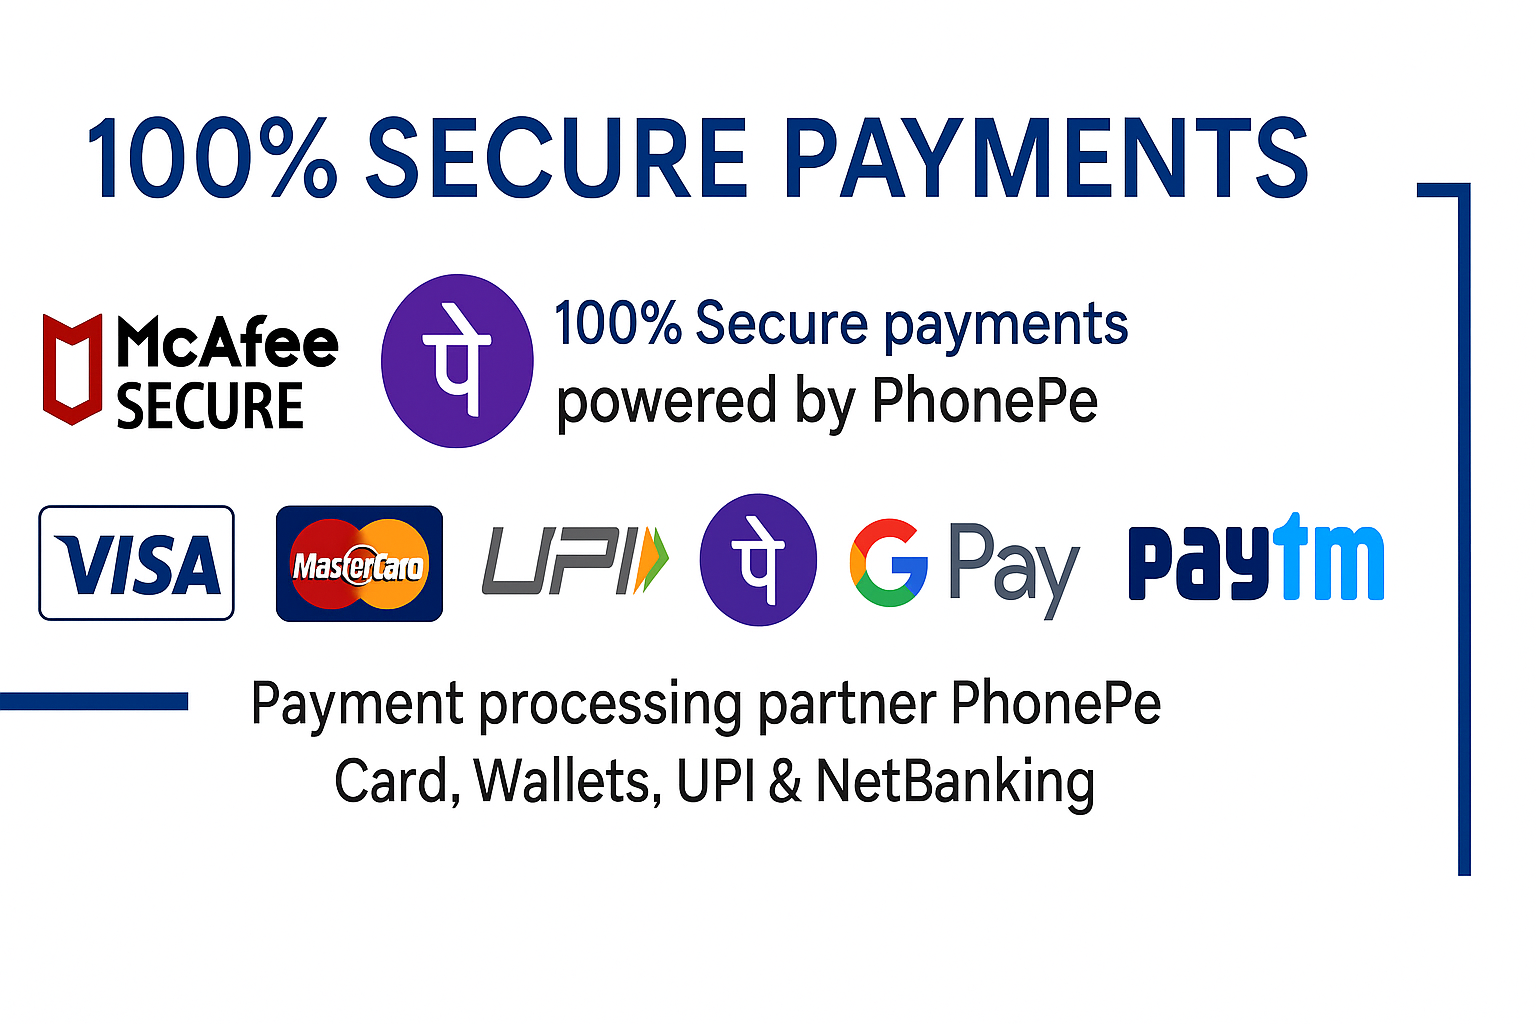 100% SECURE PAYMENTS
McAfee
SECURE
पे
100% Secure payments
powered by PhonePe
VISA
MasterCard
UPI
पे
G Pay
paytm
Payment processing partner PhonePe
Card, Wallets, UPI & NetBanking